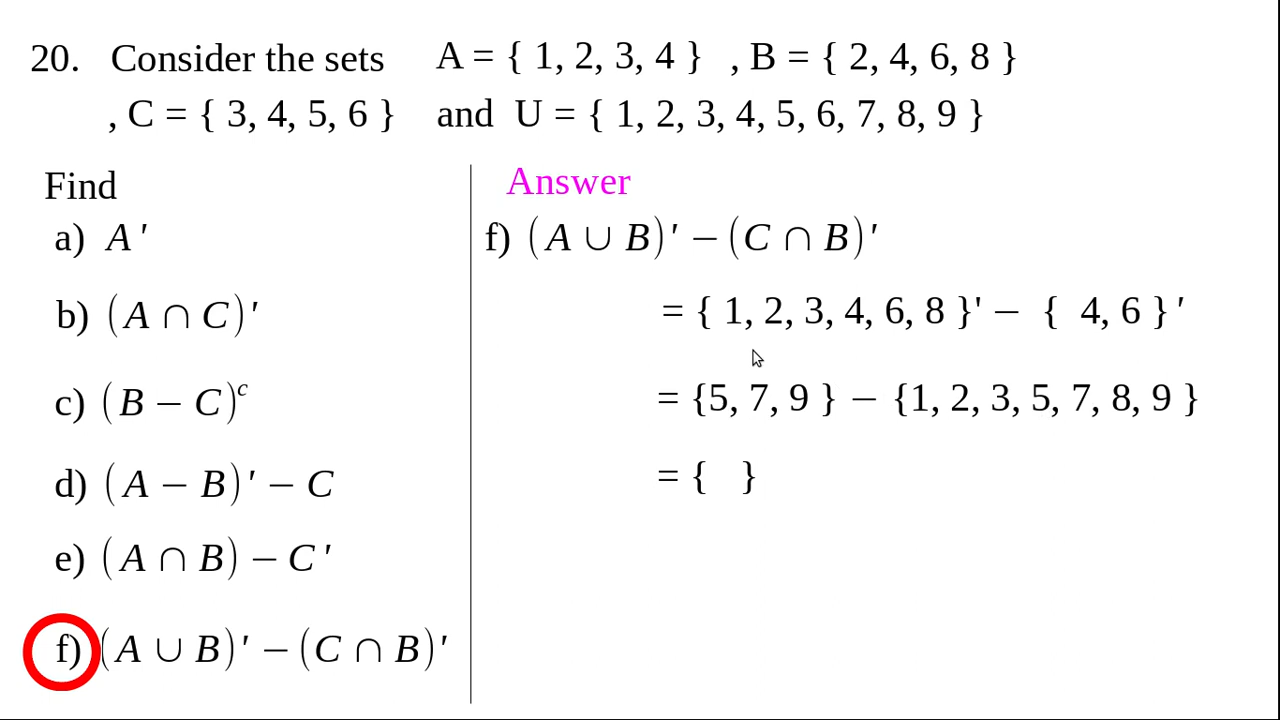 20. Consider the sets A = { 1, 2, 3, 4 } , B = { 2, 4, 6, 8 }
, C = { 3, 4, 5, 6 } and U = { 1, 2, 3, 4, 5, 6, 7, 8, 9 }
Find
a) A ′
b) ( A ∩ C ) ′
c) ( B − C )ᶜ
d) ( A − B ) ′ − C
e) ( A ∩ B ) − C ′
f) ( A ∪ B ) ′ − ( C ∩ B ) ′
Answer
f) ( A ∪ B ) ′ − ( C ∩ B ) ′
= { 1, 2, 3, 4, 6, 8 }' − { 4, 6 } ′
= {5, 7, 9 } − {1, 2, 3, 5, 7, 8, 9 }
= { }